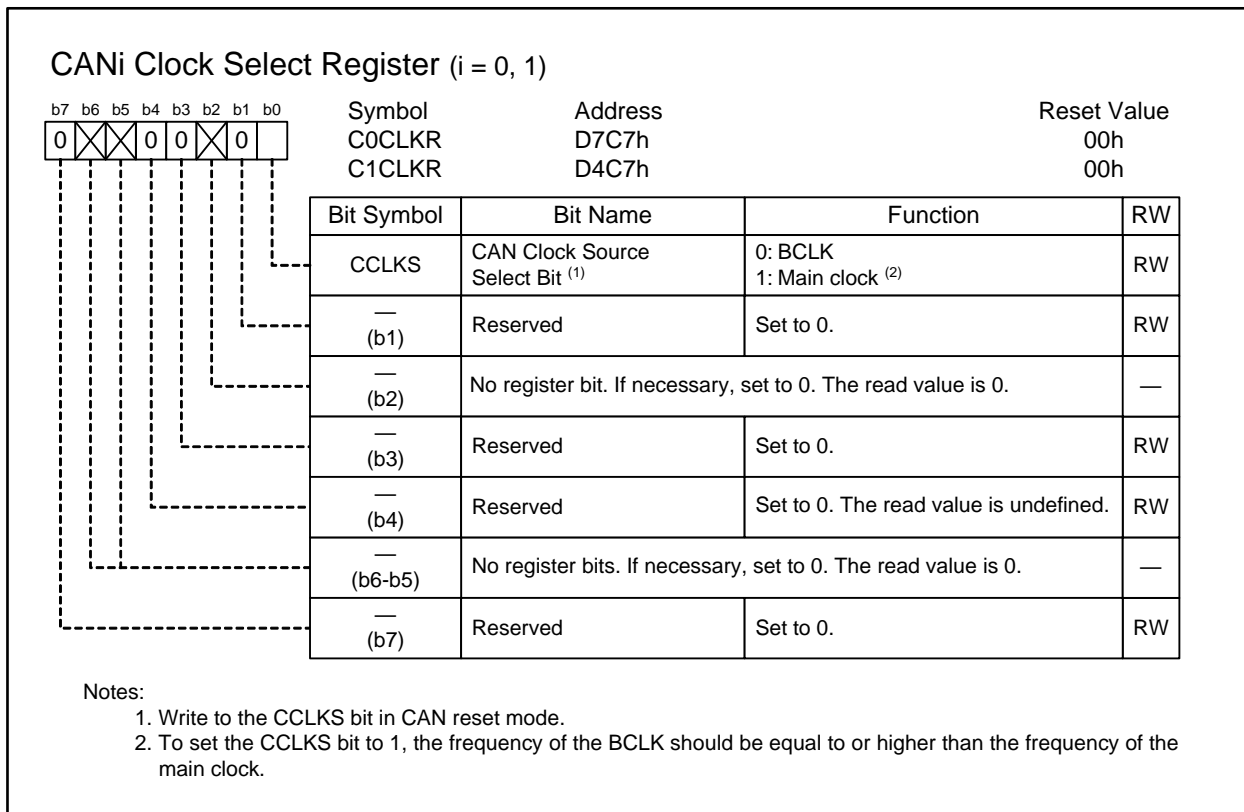 CANi Clock Select Register (i = 0, 1)
b7 b6 b5 b4 b3 b2 b1 b0
0 0 0 0
Symbol Address Reset Value
C0CLKR D7C7h 00h
C1CLKR D4C7h 00h
Bit Symbol Bit Name Function RW
CCLKS CAN Clock Source Select Bit (1) 0: BCLK 1: Main clock (2) RW
— (b1) Reserved Set to 0. RW
— (b2) No register bit. If necessary, set to 0. The read value is 0. —
— (b3) Reserved Set to 0. RW
— (b4) Reserved Set to 0. The read value is undefined. RW
— (b6-b5) No register bits. If necessary, set to 0. The read value is 0. —
— (b7) Reserved Set to 0. RW
Notes:
1. Write to the CCLKS bit in CAN reset mode.
2. To set the CCLKS bit to 1, the frequency of the BCLK should be equal to or higher than the frequency of the
main clock.